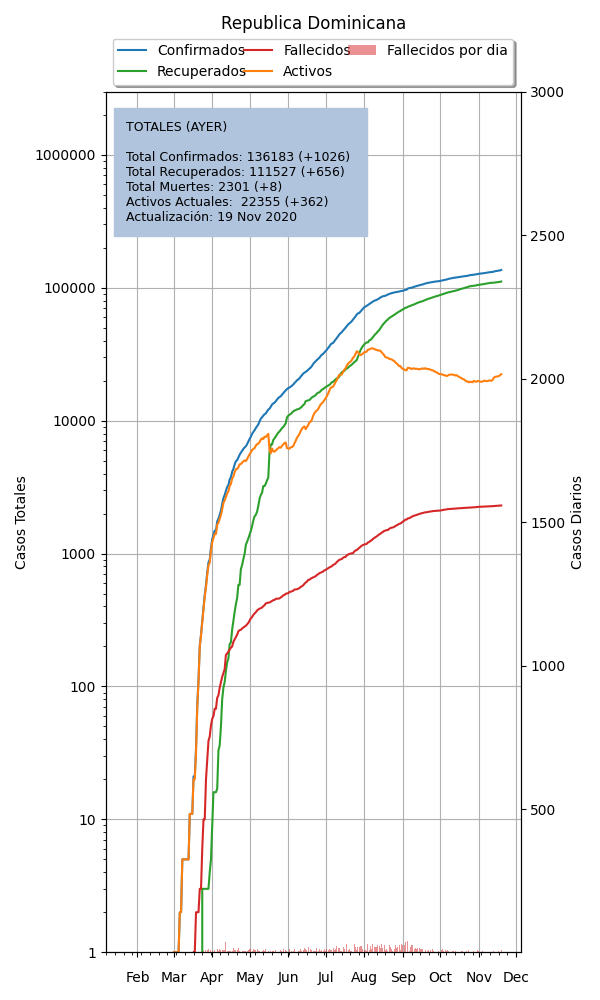 Republica Dominicana
Confirmados
Fallecidos
Fallecidos por dia
Recuperados
Activos
TOTALES (AYER)
Total Confirmados: 136183 (+1026)
Total Recuperados: 111527 (+656)
Total Muertes: 2301 (+8)
Activos Actuales:  22355 (+362)
Actualización: 19 Nov 2020
Casos Totales
1000000
100000
10000
1000
100
10
1
Casos Diarios
3000
2500
2000
1500
1000
500
Feb Mar Apr May Jun Jul Aug Sep Oct Nov Dec